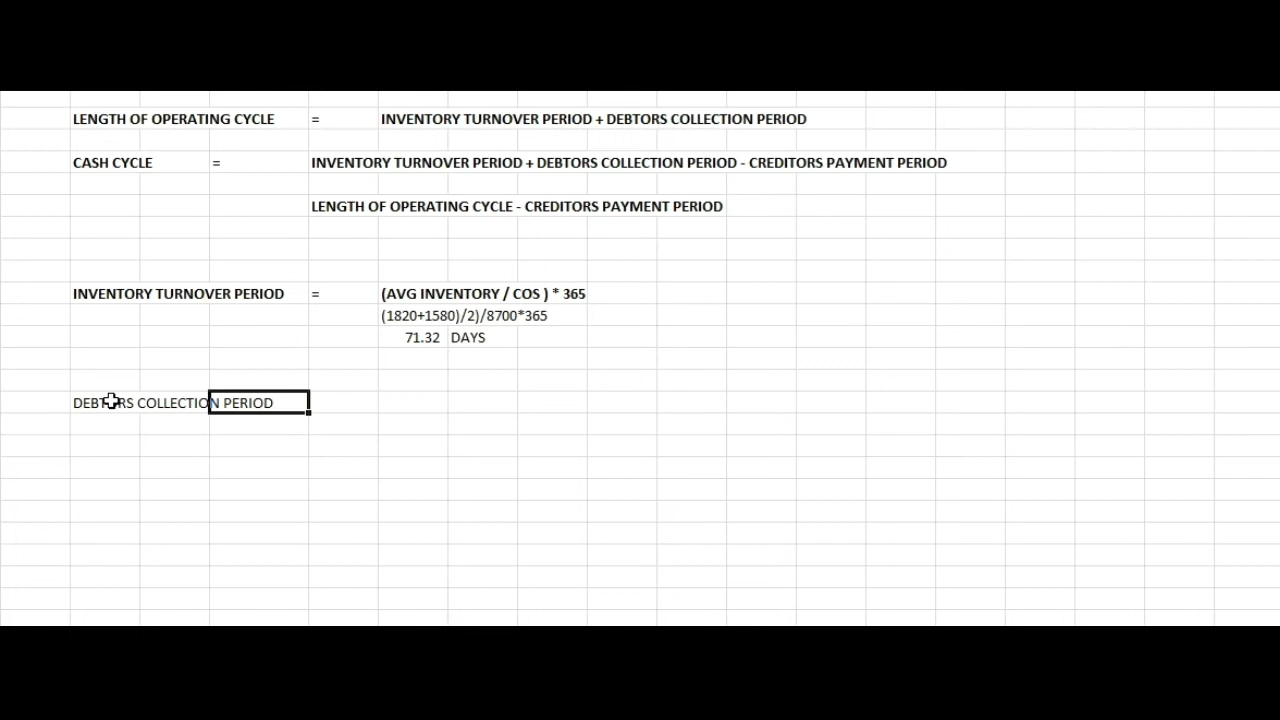 LENGTH OF OPERATING CYCLE = INVENTORY TURNOVER PERIOD + DEBTORS COLLECTION PERIOD
CASH CYCLE = INVENTORY TURNOVER PERIOD + DEBTORS COLLECTION PERIOD - CREDITORS PAYMENT PERIOD
LENGTH OF OPERATING CYCLE - CREDITORS PAYMENT PERIOD
INVENTORY TURNOVER PERIOD = (AVG INVENTORY / COS ) * 365
(1820+1580)/2)/8700*365
71.32 DAYS
DEBTORS COLLECTION PERIOD